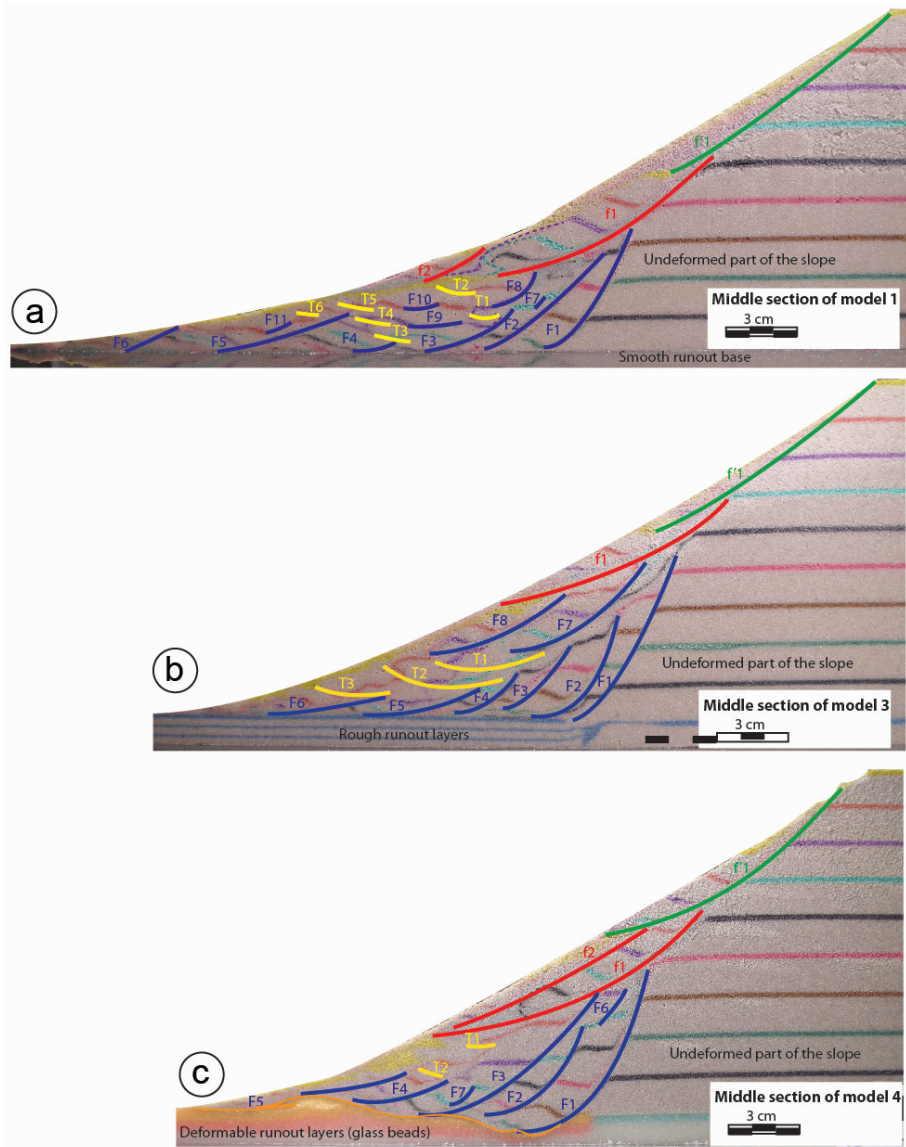 f'1
f1
Undeformed part of the slope
f2
T2
F8
T6
T5
F10
T1
F7
T4
F9
F11
F2
a
Middle section of model 1
3 cm
F6
F5
F4
T3
F3
F1
Smooth runout base
f'1
f1
F8
F7
T1
Undeformed part of the slope
b
T3
T2
F3
F2
F1
F6
F5
F4
Middle section of model 3
3 cm
Rough runout layers
f'1
f2
f1
F6
T1
Undeformed part of the slope
c
T2
F3
F4
F7
F2
F5
F1
Middle section of model 4
3 cm
Deformable runout layers (glass beads)